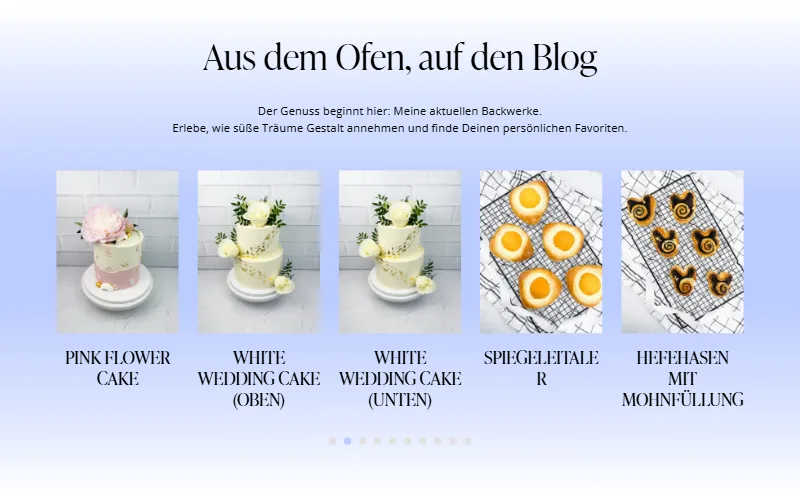 Aus dem Ofen, auf den Blog
Der Genuss beginnt hier: Meine aktuellen Backwerke.
Erlebe, wie süße Träume Gestalt annehmen und finde Deinen persönlichen Favoriten.
PINK FLOWER
CAKE
WHITE
WEDDING CAKE
(OBEN)
WHITE
WEDDING CAKE
(UNTEN)
SPIEGELEITALE
R
HEFEHASEN
MIT
MOHNFÜLLUNG